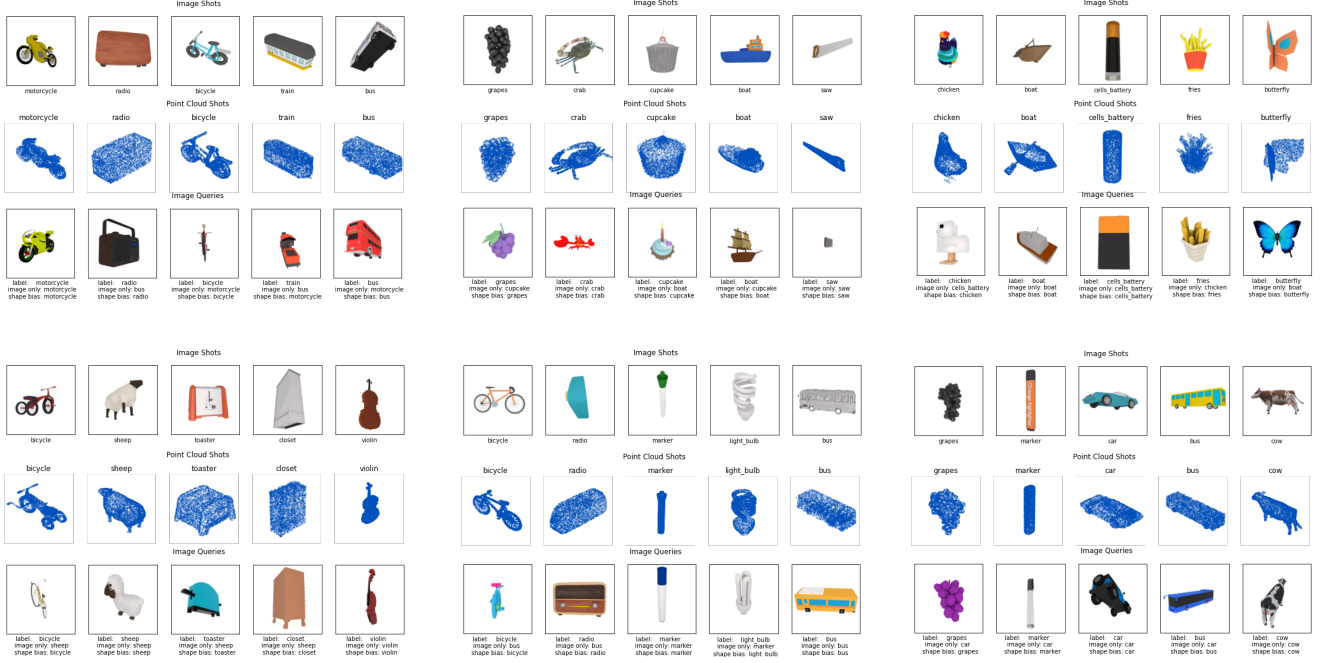 Image Shots
motorcycle radio bicycle train bus
Point Cloud Shots
motorcycle radio bicycle train bus
Image Queries
label: motorcycle label: radio label: bicycle label: train label: bus
image only: motorcycle image only: bus image only: motorcycle image only: bus image only: motorcycle
shape bias: motorcycle shape bias: radio shape bias: bicycle shape bias: motorcycle shape bias: bus
Image Shots
grapes crab cupcake boat saw
Point Cloud Shots
grapes crab cupcake boat saw
Image Queries
label: grapes label: crab label: cupcake label: boat label: saw
image only: cupcake image only: crab image only: boat image only: cupcake image only: saw
shape bias: grapes shape bias: crab shape bias: cupcake shape bias: boat shape bias: saw
Image Shots
chicken boat cells_battery fries butterfly
Point Cloud Shots
chicken boat cells_battery fries butterfly
Image Queries
label: chicken label: boat label: cells_battery label: fries label: butterfly
image only: cells_battery image only: boat image only: cells_battery image only: chicken image only: boat
shape bias: chicken shape bias: boat shape bias: cells_battery shape bias: fries shape bias: butterfly
Image Shots
bicycle sheep toaster closet violin
Point Cloud Shots
bicycle sheep toaster closet violin
Image Queries
label: bicycle label: sheep label: toaster label: closet label: violin
image only: sheep image only: sheep image only: sheep image only: sheep image only: violin
shape bias: bicycle shape bias: sheep shape bias: toaster shape bias: closet shape bias: violin
Image Shots
bicycle radio marker light_bulb bus
Point Cloud Shots
bicycle radio marker light_bulb bus
Image Queries
label: bicycle label: radio label: marker label: light_bulb label: bus
image only: bus image only: bus image only: marker image only: marker image only: bus
shape bias: bicycle shape bias: radio shape bias: marker shape bias: light_bulb shape bias: bus
Image Shots
Orange highlighter
grapes marker car bus cow
Point Cloud Shots
grapes marker car bus cow
Image Queries
label: grapes label: marker label: car label: bus label: cow
image only: car image only: marker image only: car image only: car image only: cow
shape bias: grapes shape bias: marker shape bias: car shape bias: bus shape bias: cow